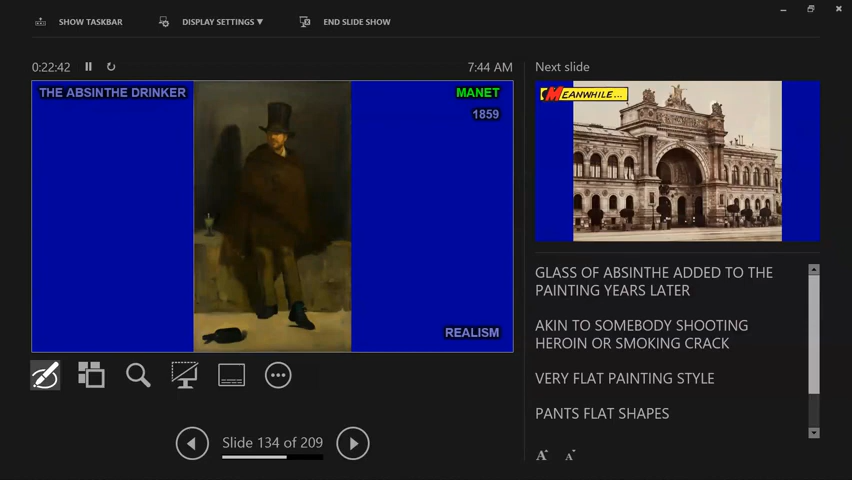 SHOW TASKBAR
DISPLAY SETTINGS ▼
END SLIDE SHOW
0:22:42
7:44 AM
THE ABSINTHE DRINKER
MANET
1859
REALISM
Slide 134 of 209
Next slide
MEANWHILE...
GLASS OF ABSINTHE ADDED TO THE
PAINTING YEARS LATER
AKIN TO SOMEBODY SHOOTING
HEROIN OR SMOKING CRACK
VERY FLAT PAINTING STYLE
PANTS FLAT SHAPES
A A